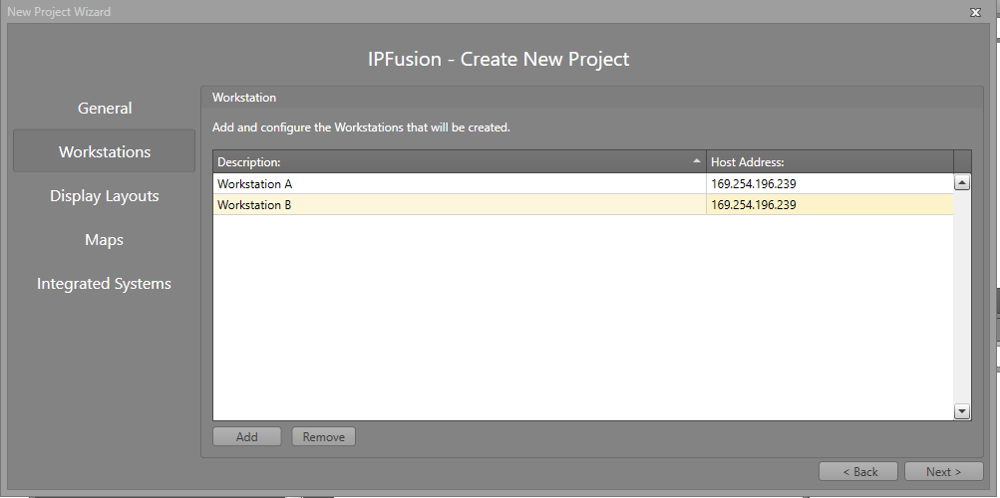 New Project Wizard
IPFusion - Create New Project
General
Workstations
Display Layouts
Maps
Integrated Systems
Workstation
Add and configure the Workstations that will be created.
Description: Host Address:
Workstation A 169.254.196.239
Workstation B 169.254.196.239
Add Remove
< Back Next >